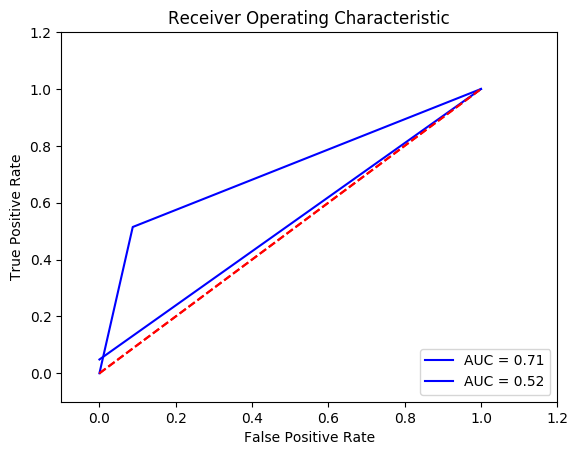 Receiver Operating Characteristic
True Positive Rate
1.2
1.0
0.8
0.6
0.4
0.2
0.0
AUC = 0.71
AUC = 0.52
0.0 0.2 0.4 0.6 0.8 1.0 1.2
False Positive Rate